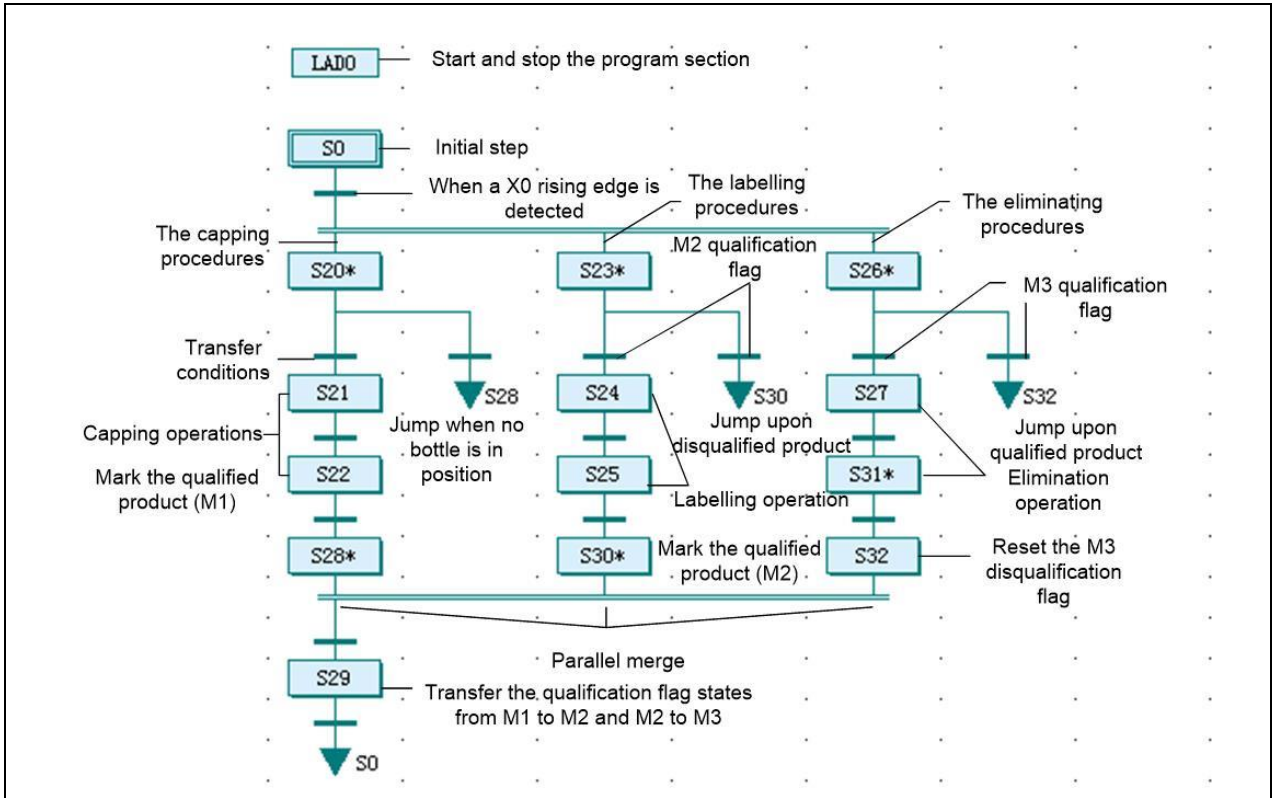 LAD0
Start and stop the program section
S0
Initial step
When a X0 rising edge is
detected
The labelling
procedures
The eliminating
procedures
The capping
procedures
M2 qualification
flag
S20*
S23*
S26*
M3 qualification
flag
Transfer
conditions
S21
S28
S24
S30
S27
S32
Capping operations
Jump when no
bottle is in
position
Jump upon
disqualified product
Jump upon
qualified product
Mark the qualified
product (M1)
S22
S25
S31*
Elimination
operation
Labelling operation
S28*
S30*
Mark the qualified
product (M2)
S32
Reset the M3
disqualification
flag
Parallel merge
S29
Transfer the qualification flag states
from M1 to M2 and M2 to M3
S0